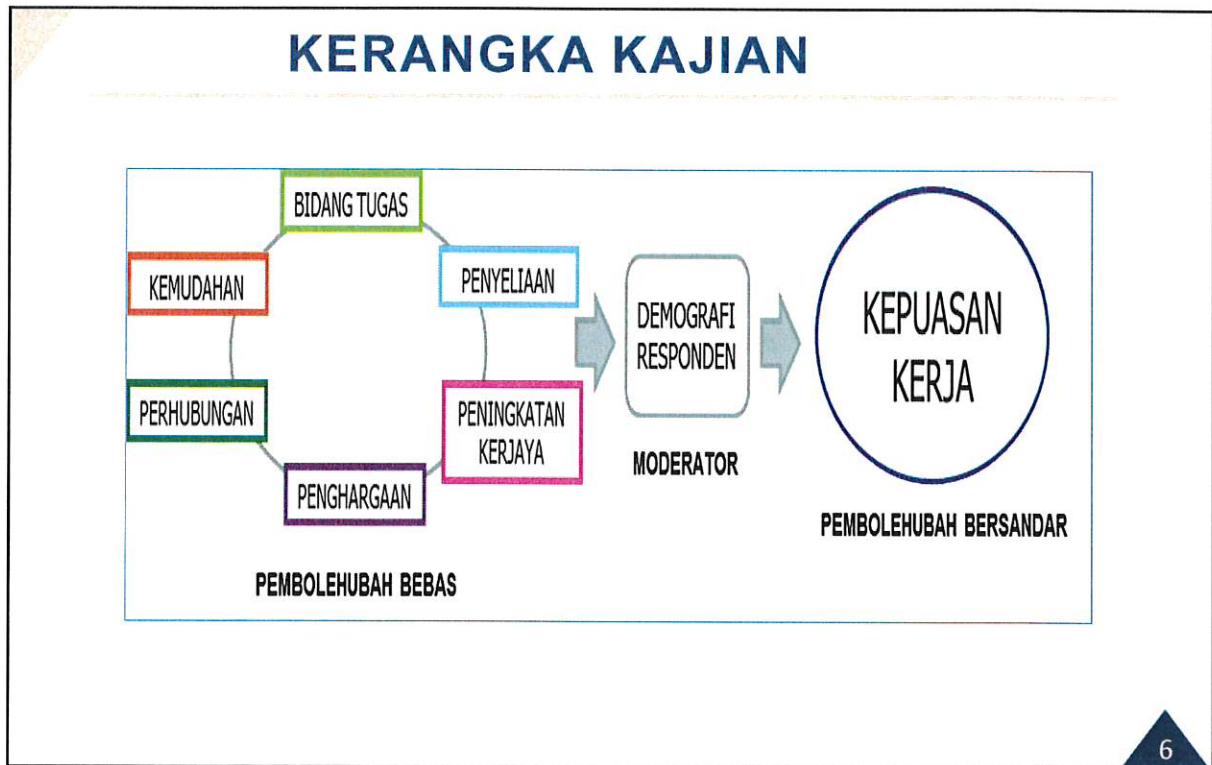 KERANGKA KAJIAN
BIDANG TUGAS
KEMUDAHAN
PENYELIAAN
PERHUBUNGAN
PENINGKATAN
KERJAYA
PENGHARGAAN
PEMBOLEHUBAH BEBAS
DEMOGRAFI
RESPONDEN
MODERATOR
KEPUASAN
KERJA
PEMBOLEHUBAH BERSANDAR
6